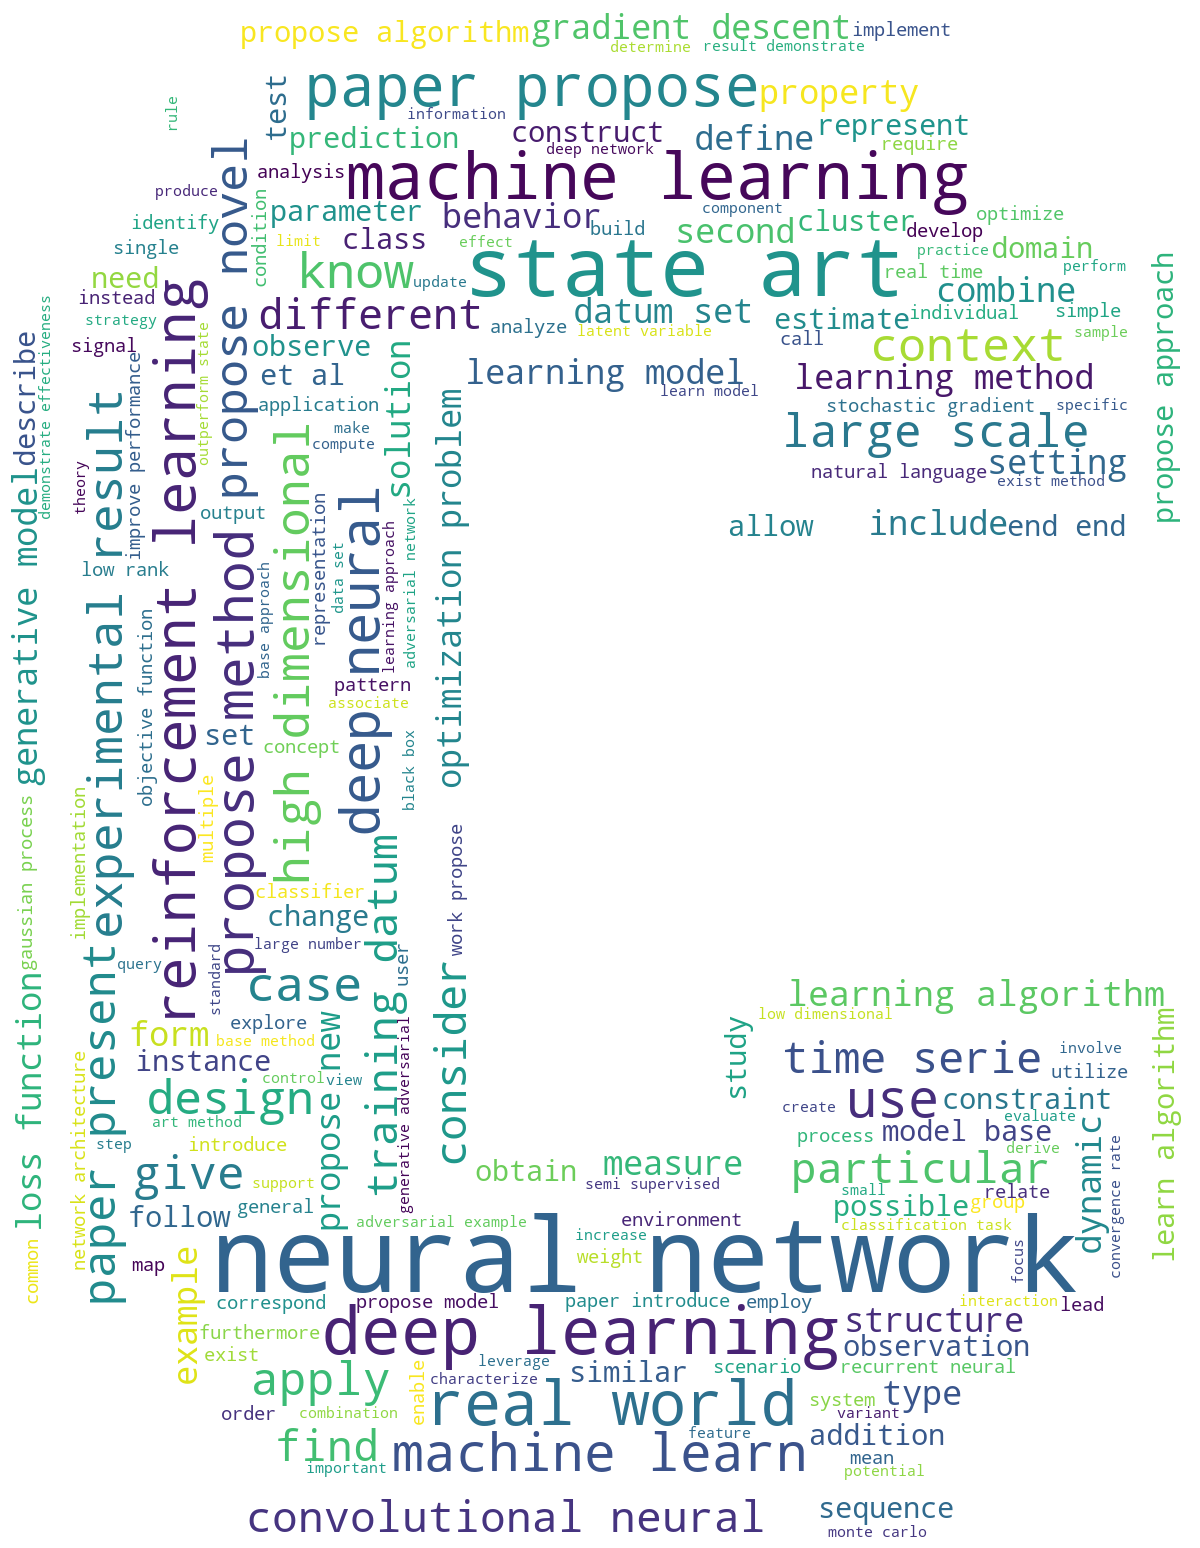 propose algorithm
gradient descent
implement
determine
result demonstrate
paper propose
property
test
information
rule
prediction
construct
define
represent
require
deep network
analysis
machine learning
produce
novel
condition
parameter
behavior
build
component
second
cluster
optimize
identify
develop
single
limit
class
effect
practice
domain
need
know
update
state art
real time
perform
instead
combine
strategy
different
datum set
estimate
individual
simple
signal
observe
analyze
latent variable
call
context
sample
et al
learning model
learn model
learning method
propose approach
describe
demonstrate effectiveness
application
solution
stochastic gradient
specific
make
compute
large scale
natural language
setting
exist method
theory
improve performance
outperform state
output
allow
include
end end
low rank
generative model
experimental result
reinforcement learning
propose novel
propose method
high dimensional
deep neural
optimization problem
representation
data set
learning approach
adversarial network
base approach
objective function
pattern
associate
set
concept
black box
multiple
implementation
gaussian process
classifier
change
training datum
work propose
large number
user
query
standard
case
consider
learning algorithm
low dimensional
loss function
paper present
form
explore
base method
propose new
instance
control
view
generative adversarial
study
time serie
involve
utilize
learn algorithm
design
art method
create
use
constraint
evaluate
network architecture
step
introduce
process
model base
derive
dynamic
give
support
obtain
measure
semi supervised
particular
small
relate
convergence rate
follow
general
possible
group
adversarial example
environment
classification task
increase
weight
focus
common
map
example
neural network
correspond
propose model
paper introduce
employ
interaction
lead
furthermore
deep learning
structure
observation
exist
leverage
similar
scenario
recurrent neural
apply
enable
characterize
real world
system
type
order
combination
variant
find
feature
addition
important
machine learn
mean
potential
convolutional neural
sequence
monte carlo